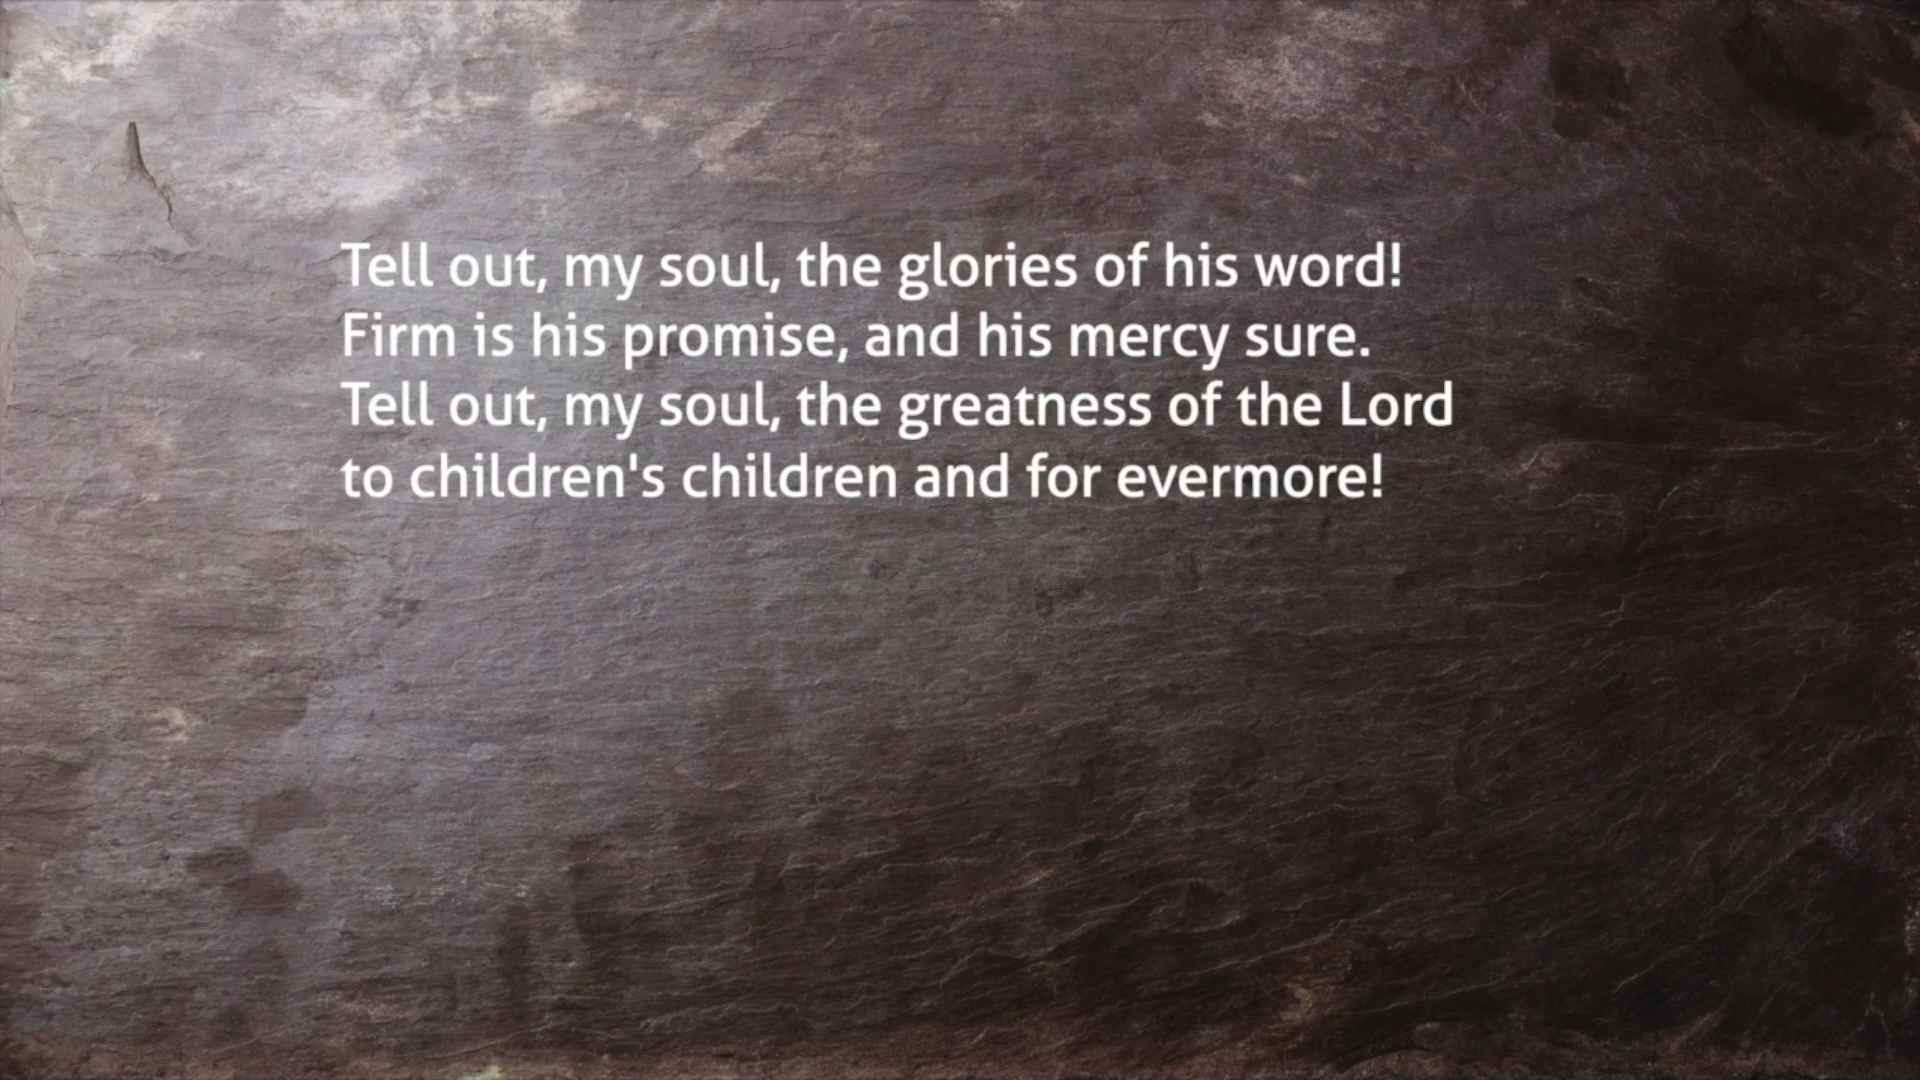 Tell out, my soul, the glories of his word!
Firm is his promise, and his mercy sure.
Tell out, my soul, the greatness of the Lord
to children's children and for evermore!